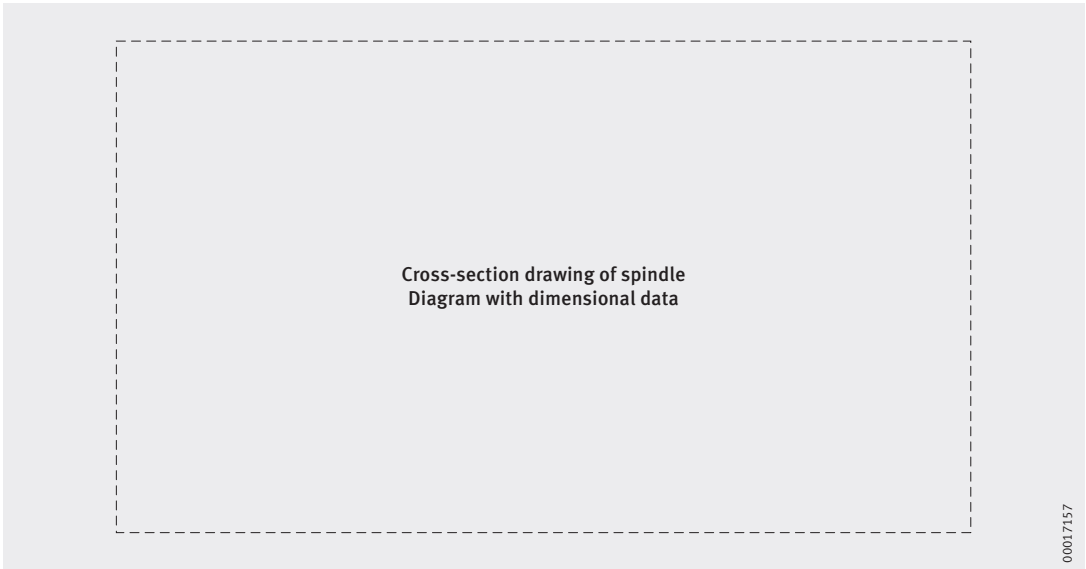 Cross-section drawing of spindle
Diagram with dimensional data
00017157